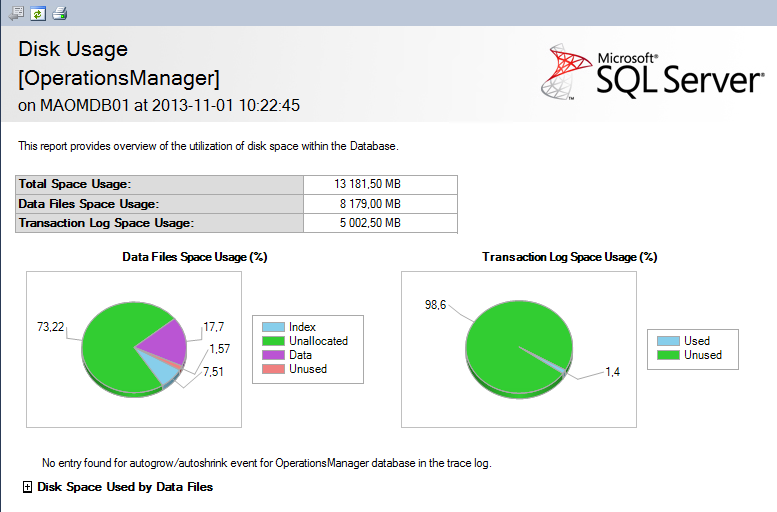 Disk Usage
[OperationsManager]
on MAOMDB01 at 2013-11-01 10:22:45
Microsoft®
SQL Server®
This report provides overview of the utilization of disk space within the Database.
Total Space Usage: 13 181,50 MB
Data Files Space Usage: 8 179,00 MB
Transaction Log Space Usage: 5 002,50 MB
Data Files Space Usage (%)
73,22
17,7
1,57
7,51
Index
Unallocated
Data
Unused
Transaction Log Space Usage (%)
98,6
1,4
Used
Unused
No entry found for autogrow/autoshrink event for OperationsManager database in the trace log.
Disk Space Used by Data Files